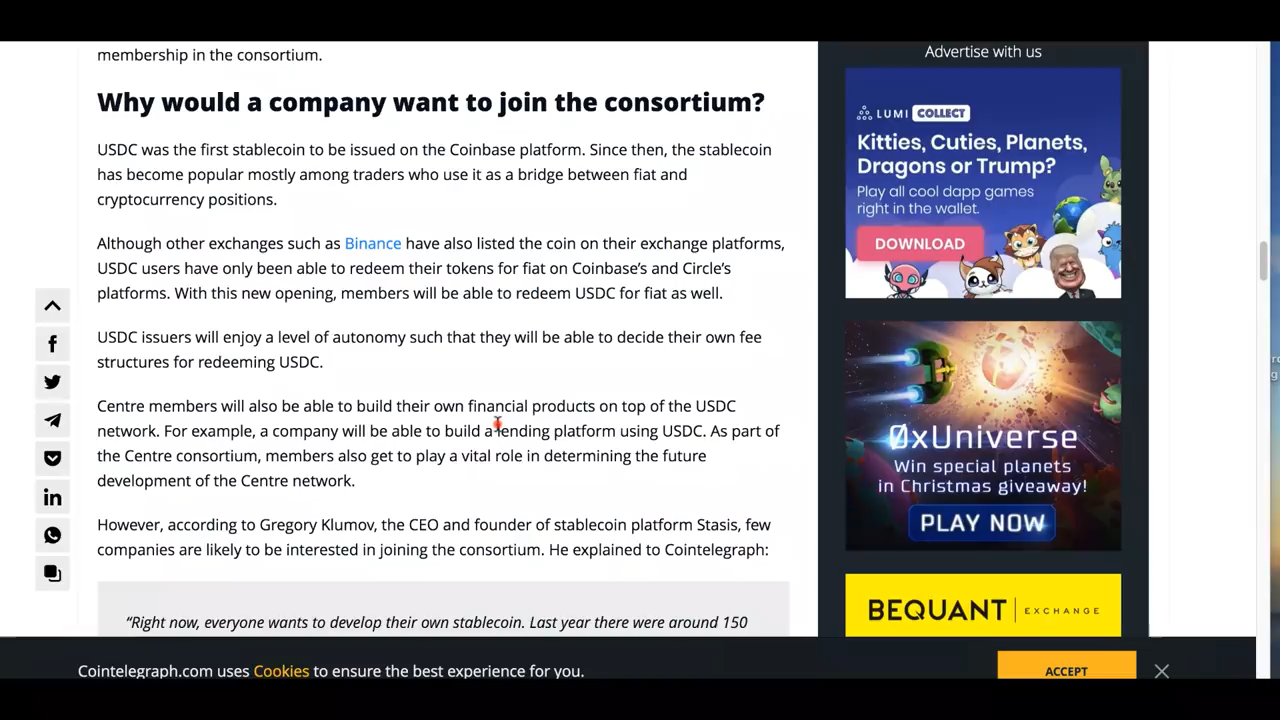 membership in the consortium.
Why would a company want to join the consortium?
USDC was the first stablecoin to be issued on the Coinbase platform. Since then, the stablecoin
has become popular mostly among traders who use it as a bridge between fiat and
cryptocurrency positions.
Although other exchanges such as Binance have also listed the coin on their exchange platforms,
USDC users have only been able to redeem their tokens for fiat on Coinbase’s and Circle’s
platforms. With this new opening, members will be able to redeem USDC for fiat as well.
USDC issuers will enjoy a level of autonomy such that they will be able to decide their own fee
structures for redeeming USDC.
Centre members will also be able to build their own financial products on top of the USDC
network. For example, a company will be able to build a lending platform using USDC. As part of
the Centre consortium, members also get to play a vital role in determining the future
development of the Centre network.
However, according to Gregory Klumov, the CEO and founder of stablecoin platform Stasis, few
companies are likely to be interested in joining the consortium. He explained to Cointelegraph:
“Right now, everyone wants to develop their own stablecoin. Last year there were around 150
Advertise with us
LUMI COLLECT
Kitties, Cuties, Planets,
Dragons or Trump?
Play all cool dapp games
right in the wallet.
DOWNLOAD
0xUniverse
Win special planets
in Christmas giveaway!
PLAY NOW
BEQUANT | EXCHANGE
Cointelegraph.com uses Cookies to ensure the best experience for you.
ACCEPT